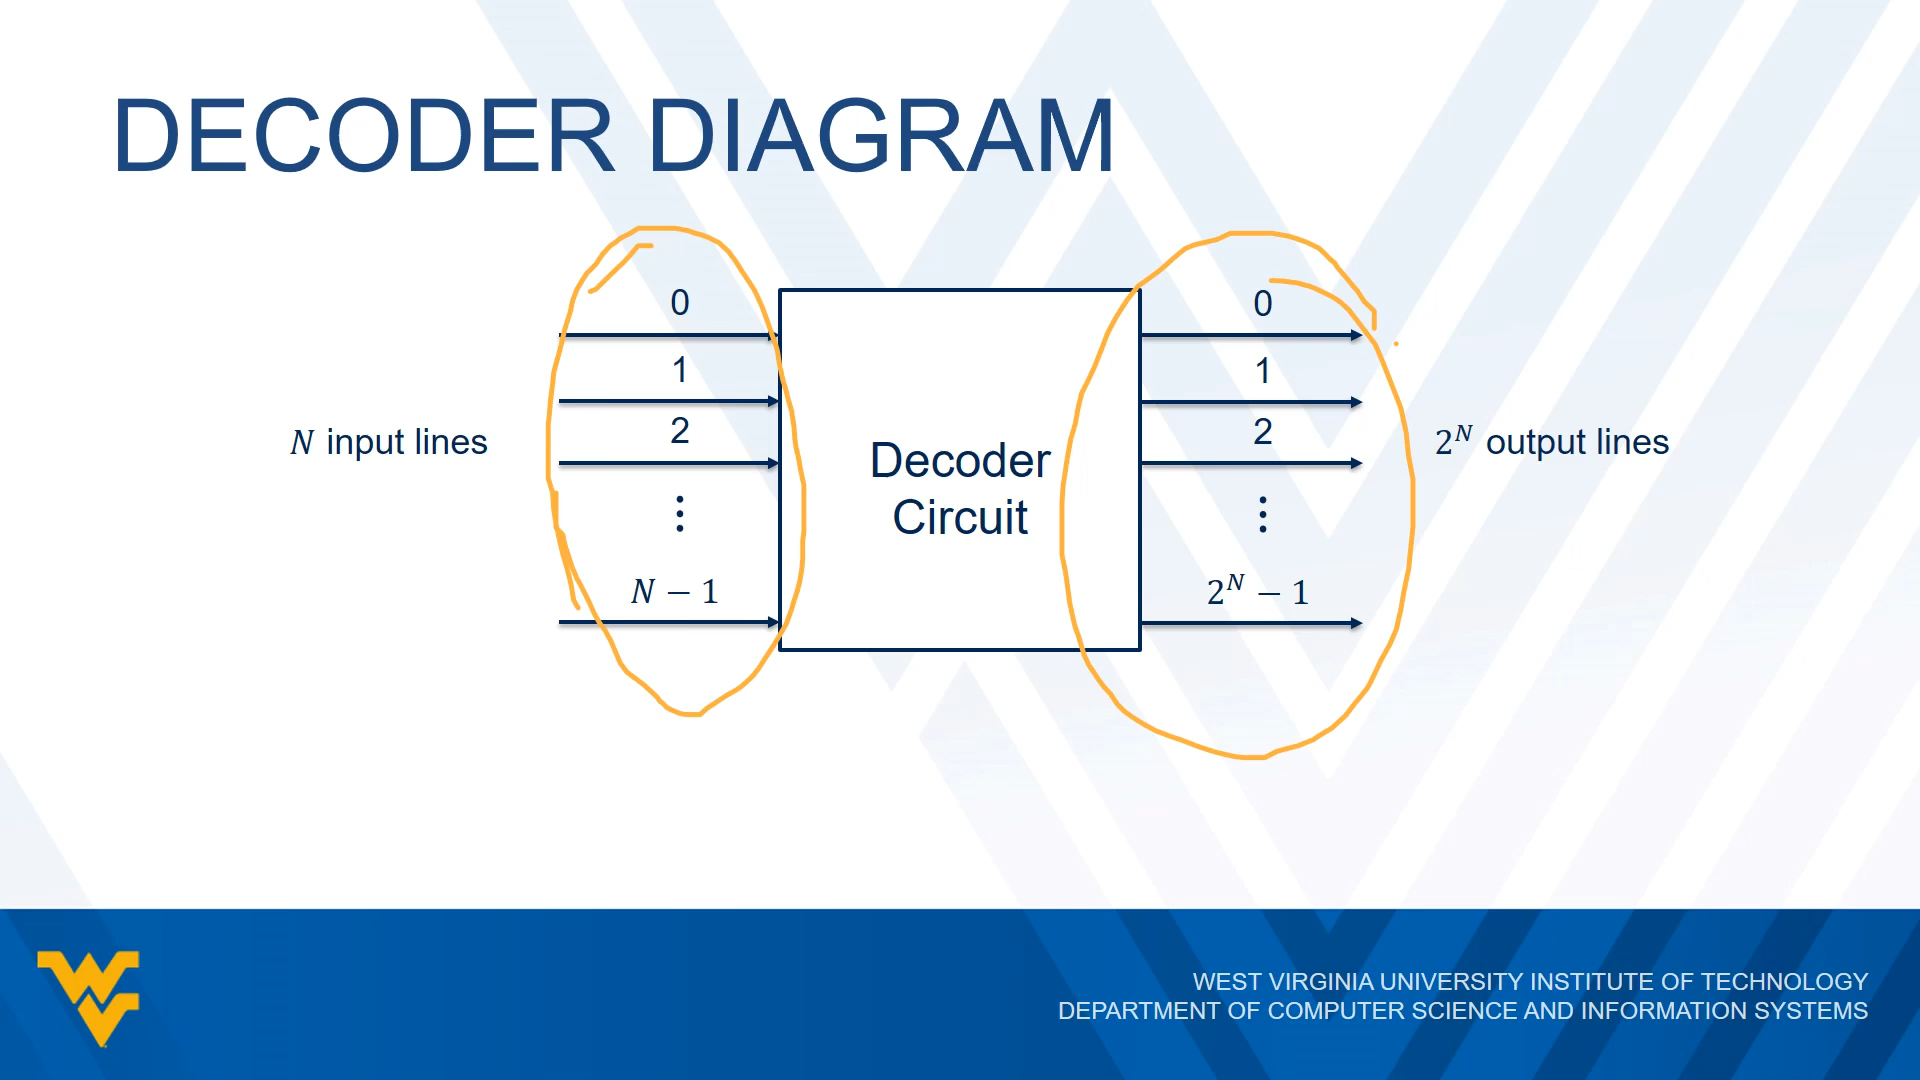 DECODER DIAGRAM
0
1
2
⋮
N − 1
N input lines
Decoder
Circuit
0
1
2
⋮
2^N − 1
2^N output lines
WV
WEST VIRGINIA UNIVERSITY INSTITUTE OF TECHNOLOGY
DEPARTMENT OF COMPUTER SCIENCE AND INFORMATION SYSTEMS